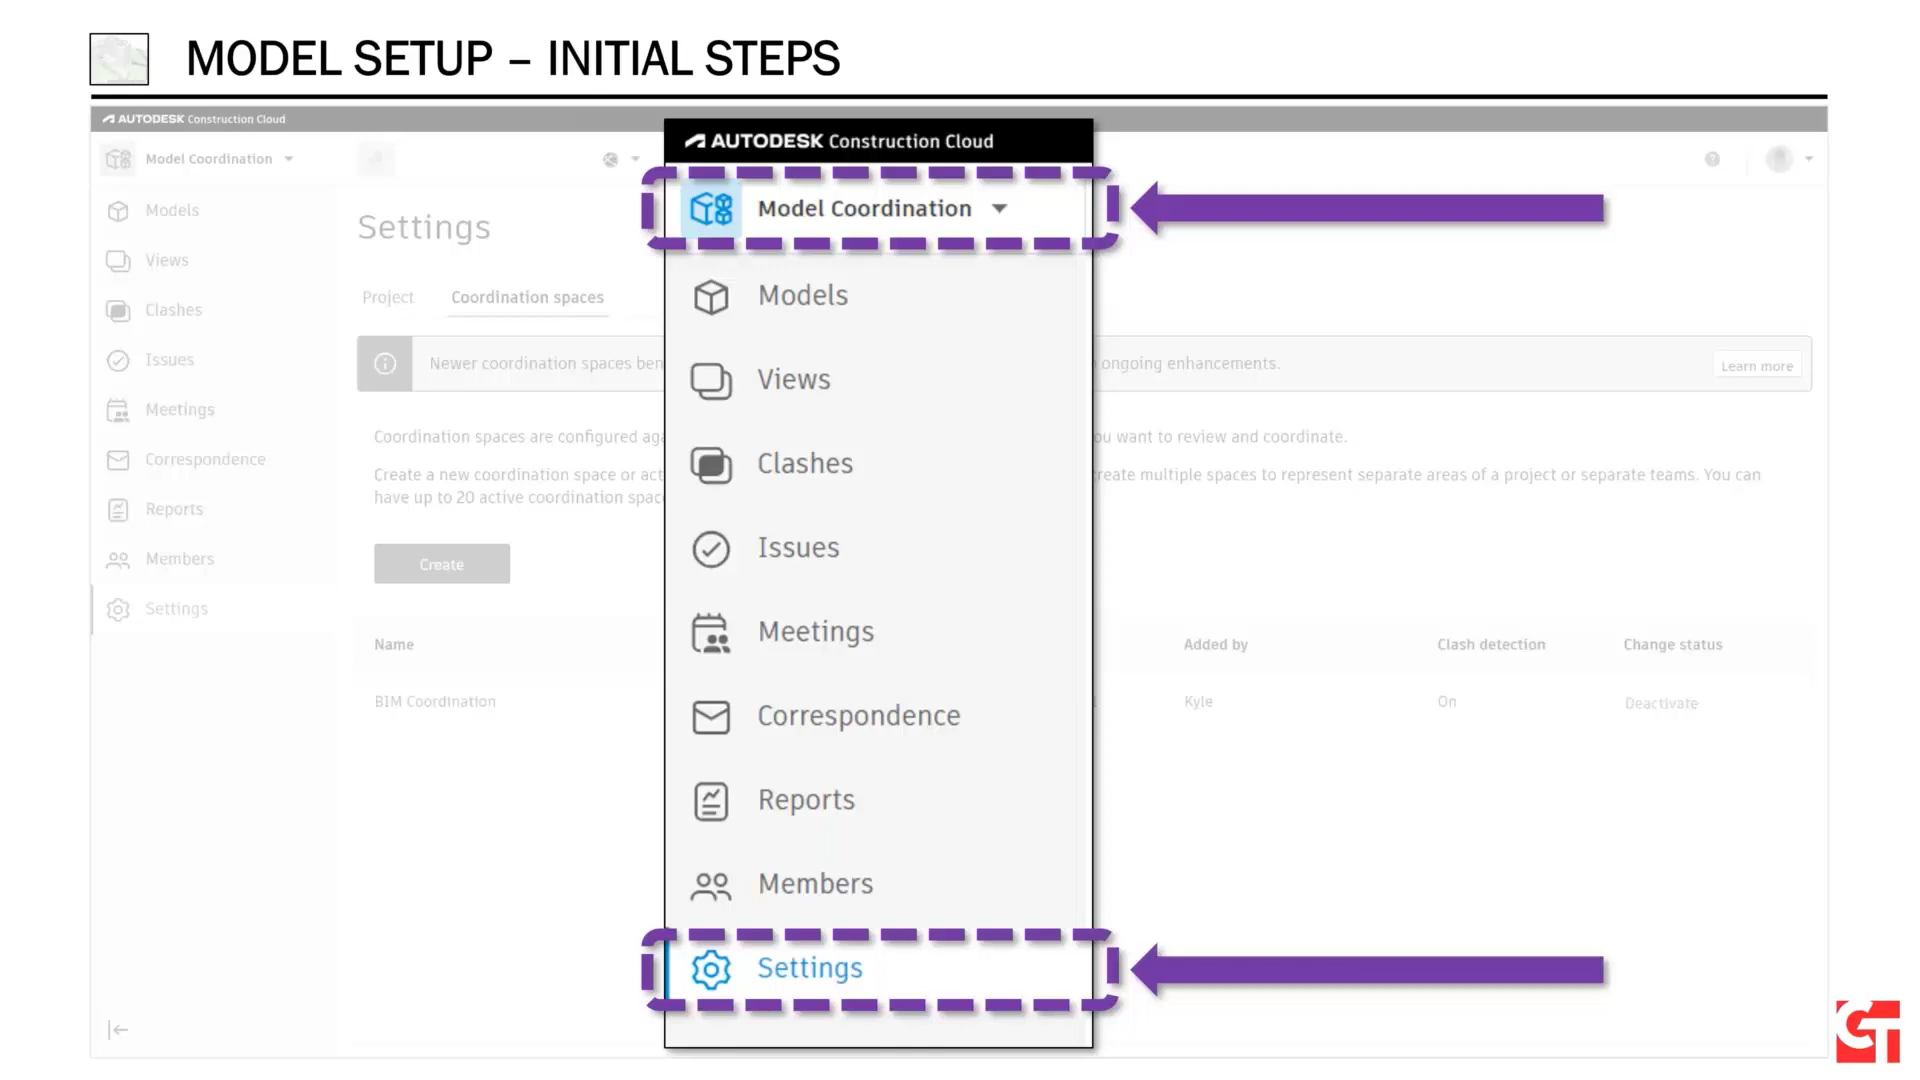 MODEL SETUP – INITIAL STEPS
AUTODESK Construction Cloud
Model Coordination
Models
Views
Clashes
Issues
Meetings
Correspondence
Reports
Members
Settings
Settings
Project
Coordination spaces
Newer coordination spaces ben
ongoing enhancements.
Learn more
Coordination spaces are configured aga
ou want to review and coordinate.
Create a new coordination space or act
reate multiple spaces to represent separate areas of a project or separate teams. You can
have up to 20 active coordination spac
Create
Name
Added by
Clash detection
Change status
BIM Coordination
Kyle
On
Deactivate
AUTODESK Construction Cloud
Model Coordination
Models
Views
Clashes
Issues
Meetings
Correspondence
Reports
Members
Settings
GT